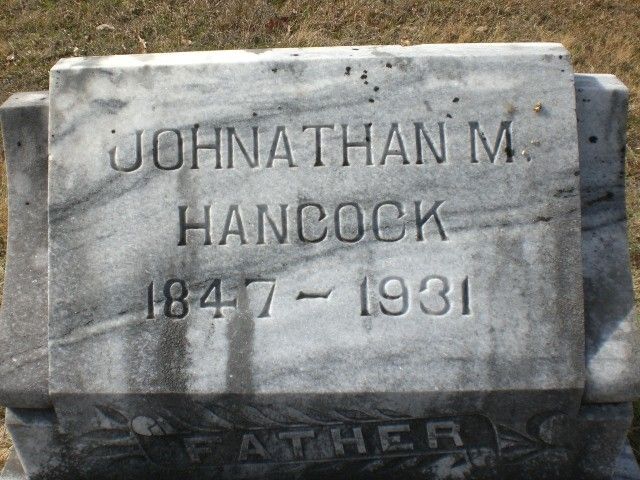 JOHNATHAN M.
HANCOCK
1847 - 1931
FATHER